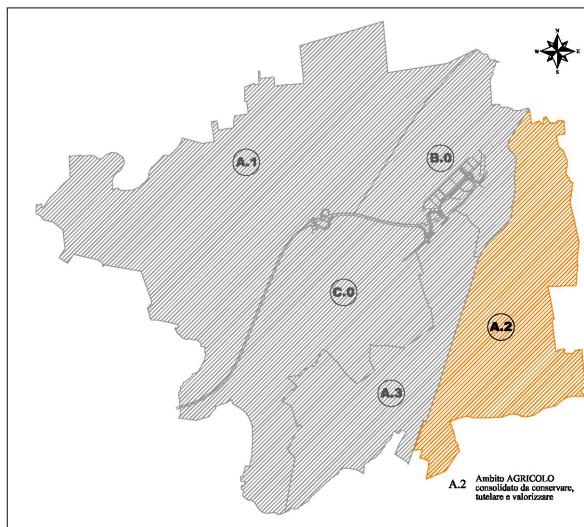 N
W E
S
B.0
A.1
C.0
A.2
A.3
A.2 Ambito AGRICOLO
consolidato da conservare,
tutelare e valorizzare